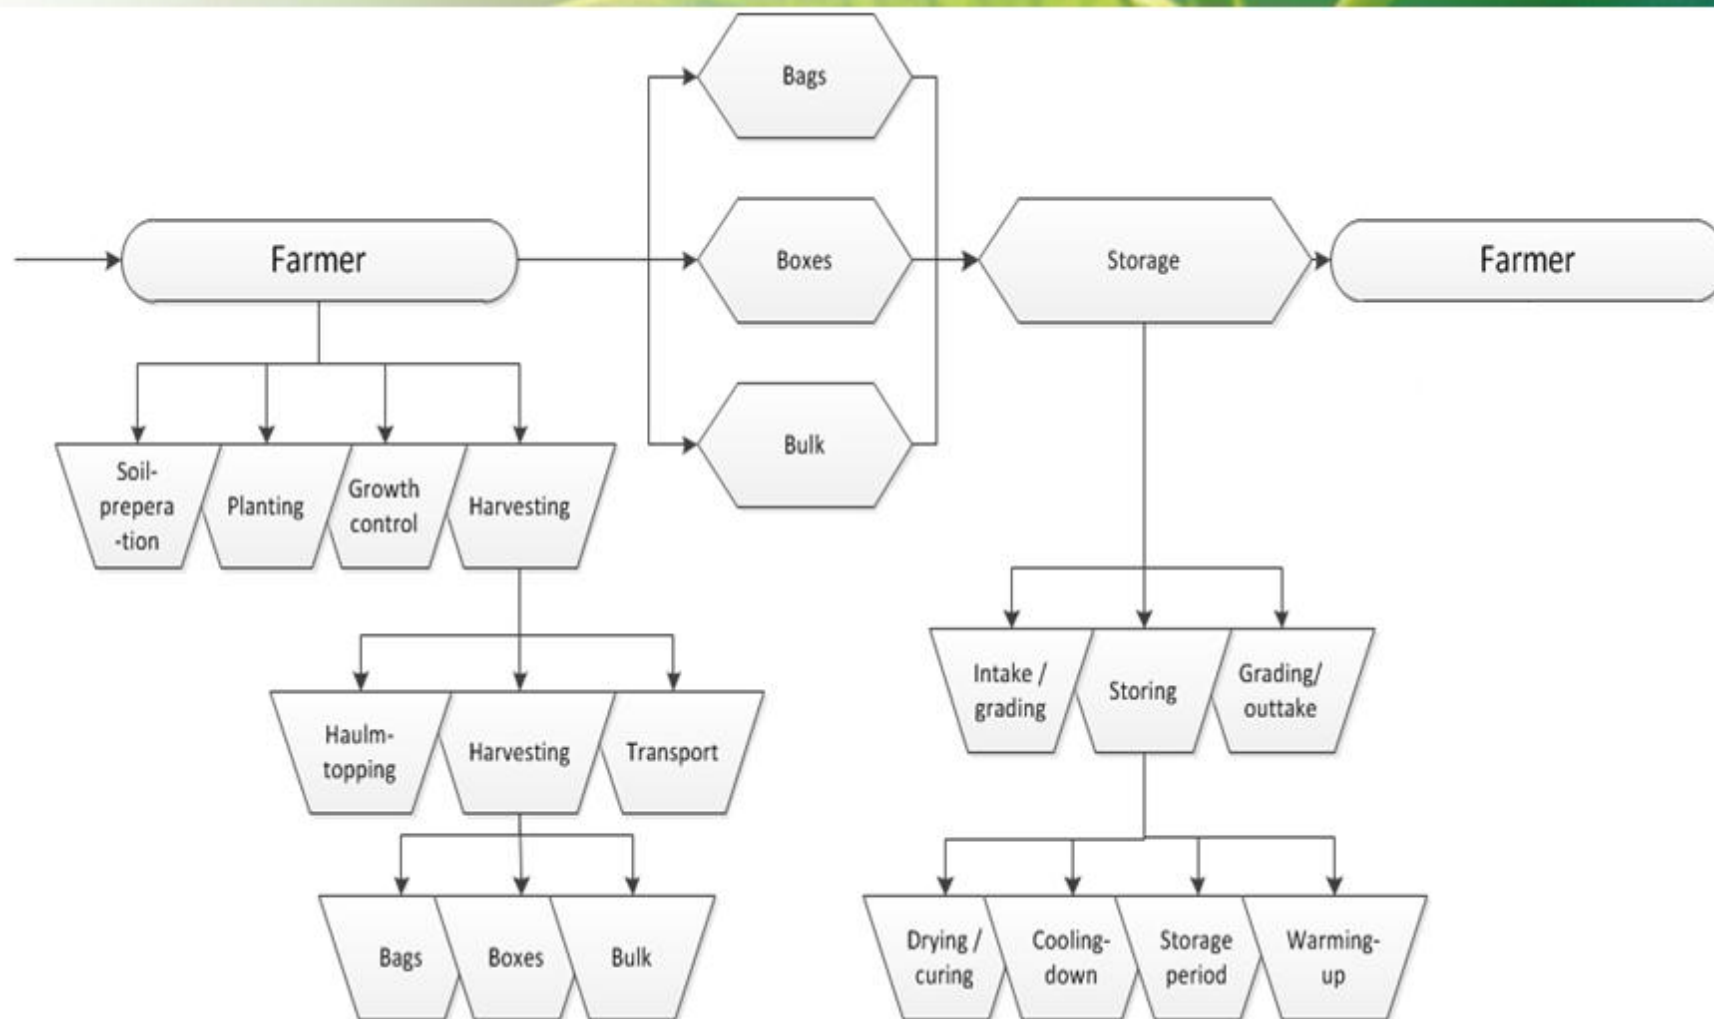 Bags
Farmer
Boxes
Storage
Farmer
Bulk
Soil-
prepera
-tion
Planting
Growth
control
Harvesting
Haulm-
topping
Harvesting
Transport
Bags
Boxes
Bulk
Intake /
grading
Storing
Grading/
outtake
Drying /
curing
Cooling-
down
Storage
period
Warming-
up